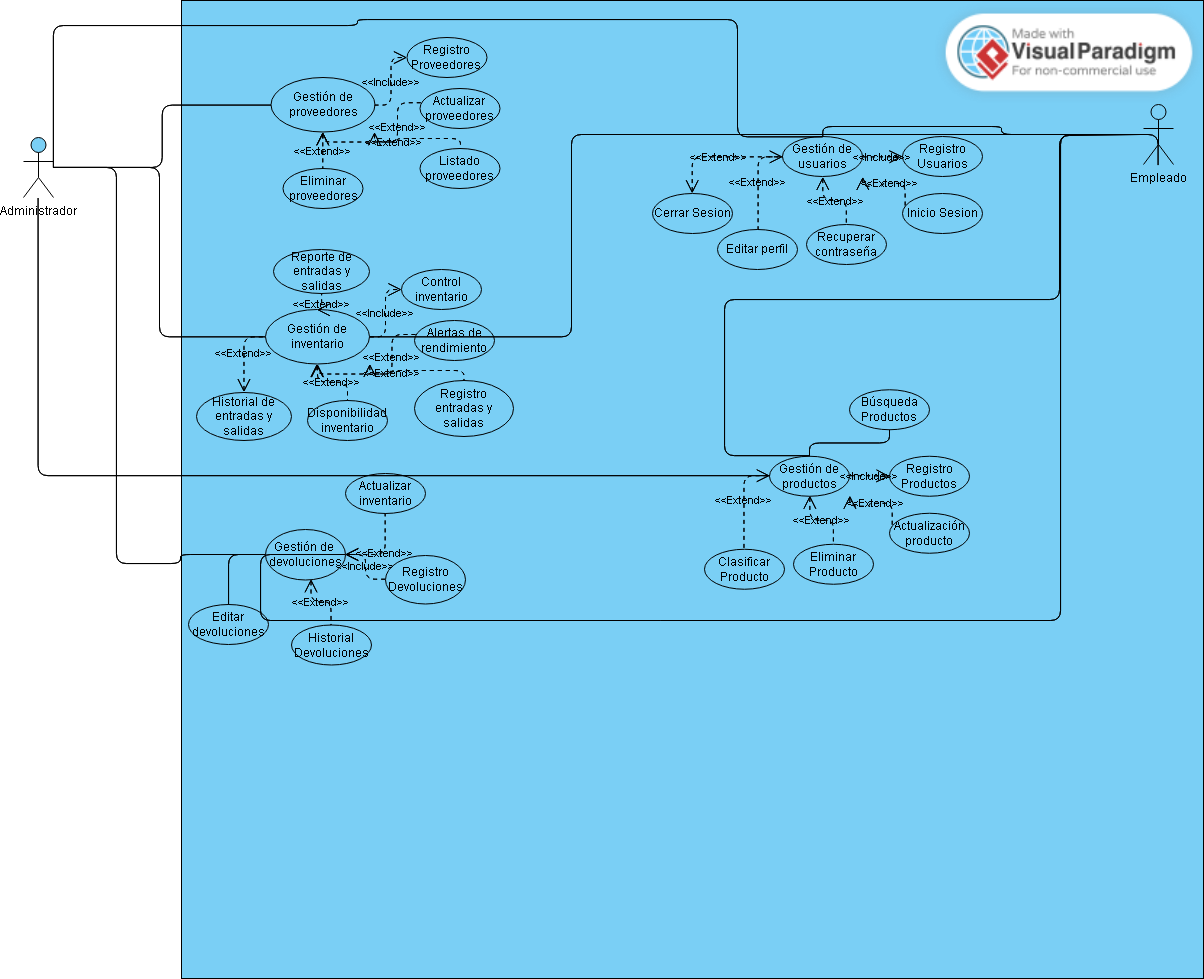 Made with
Visual Paradigm
For non-commercial use
Administrador
Empleado
Gestión de
proveedores
Registro
Proveedores
<<Include>>
Actualizar
proveedores
<<Extend>>
<<Extend>>
Listado
proveedores
<<Extend>>
Eliminar
proveedores
Gestión de
usuarios
<<Include>>
Registro
Usuarios
<<Extend>>
Cerrar Sesion
<<Extend>>
Editar perfil
<<Extend>>
Recuperar
contraseña
<<Extend>>
Inicio Sesion
Reporte de
entradas y
salidas
<<Extend>>
Gestión de
inventario
Control
inventario
<<Include>>
Alertas de
rendimiento
<<Extend>>
<<Extend>>
Registro
entradas y
salidas
<<Extend>>
Disponibilidad
inventario
<<Extend>>
Historial de
entradas y
salidas
Búsqueda
Productos
Gestión de
productos
<<Include>>
Registro
Productos
<<Extend>>
Actualización
producto
<<Extend>>
Eliminar
Producto
<<Extend>>
Clasificar
Producto
Actualizar
inventario
Gestión de
devoluciones
<<Extend>>
<<Include>>
Registro
Devoluciones
<<Extend>>
Historial
Devoluciones
Editar
devoluciones